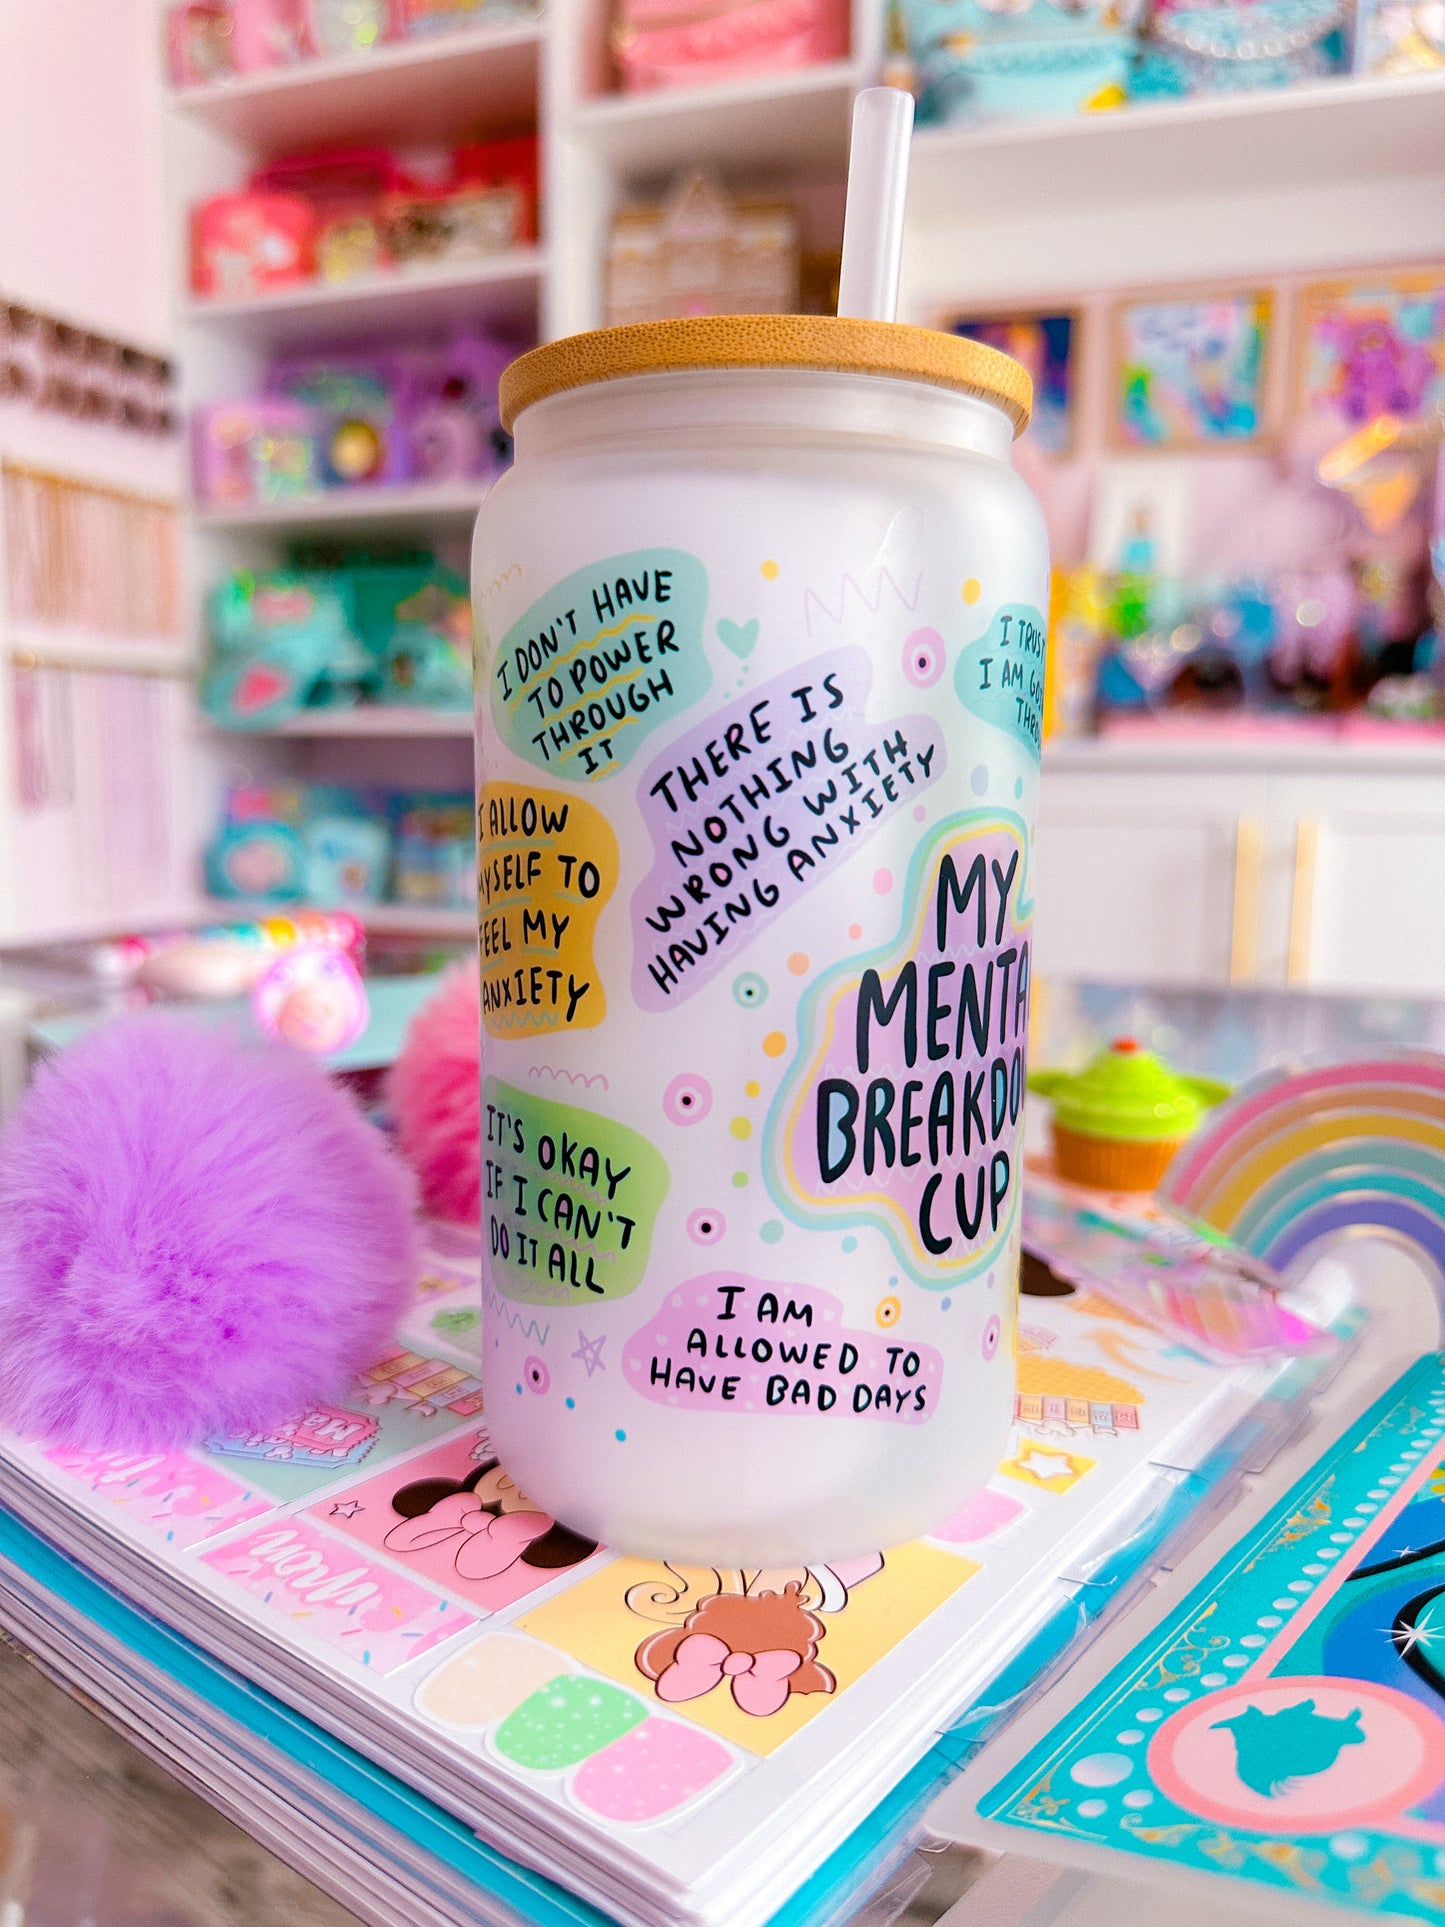 I DON'T HAVE
TO POWER
THROUGH
IT
THERE IS
NOTHING
WRONG WITH
HAVING ANXIETY
I TRUST
I AM
I ALLOW
MYSELF TO
FEEL MY
ANXIETY
MY
MENTA
BREAKDO
CUP
IT'S OKAY
IF I CAN'T
DO IT ALL
I AM
ALLOWED TO
HAVE BAD DAYS
mon